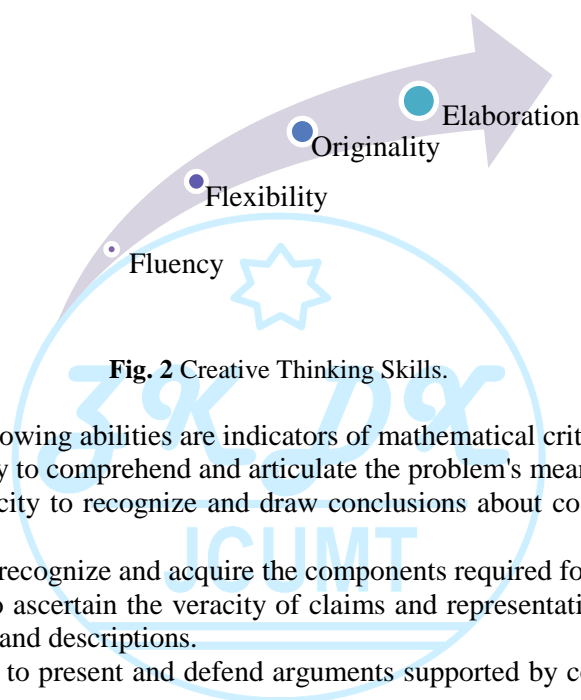 Elaboration
Originality
Flexibility
Fluency
Fig. 2 Creative Thinking Skills.
owing abilities are indicators of mathematical crit
y to comprehend and articulate the problem's mear
city to recognize and draw conclusions about co
recognize and acquire the components required fo
o ascertain the veracity of claims and representati
and descriptions.
to present and defend arguments supported by co
JCUMT